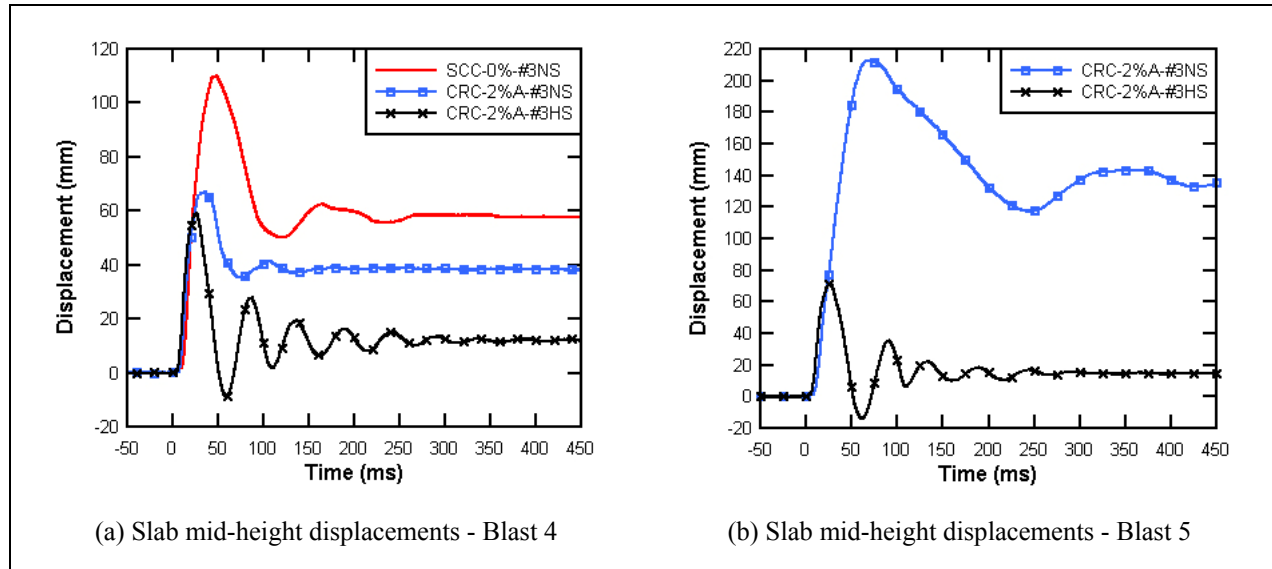 120
100
80
60
40
20
0
-20
Displacement (mm)
SCC-0%-#3NS
CRC-2%A-#3NS
CRC-2%A-#3HS
-50 0 50 100 150 200 250 300 350 400 450
Time (ms)
(a) Slab mid-height displacements - Blast 4
220
200
180
160
140
120
100
80
60
40
20
0
-20
Displacement (mm)
CRC-2%A-#3NS
CRC-2%A-#3HS
-50 0 50 100 150 200 250 300 350 400 450
Time (ms)
(b) Slab mid-height displacements - Blast 5